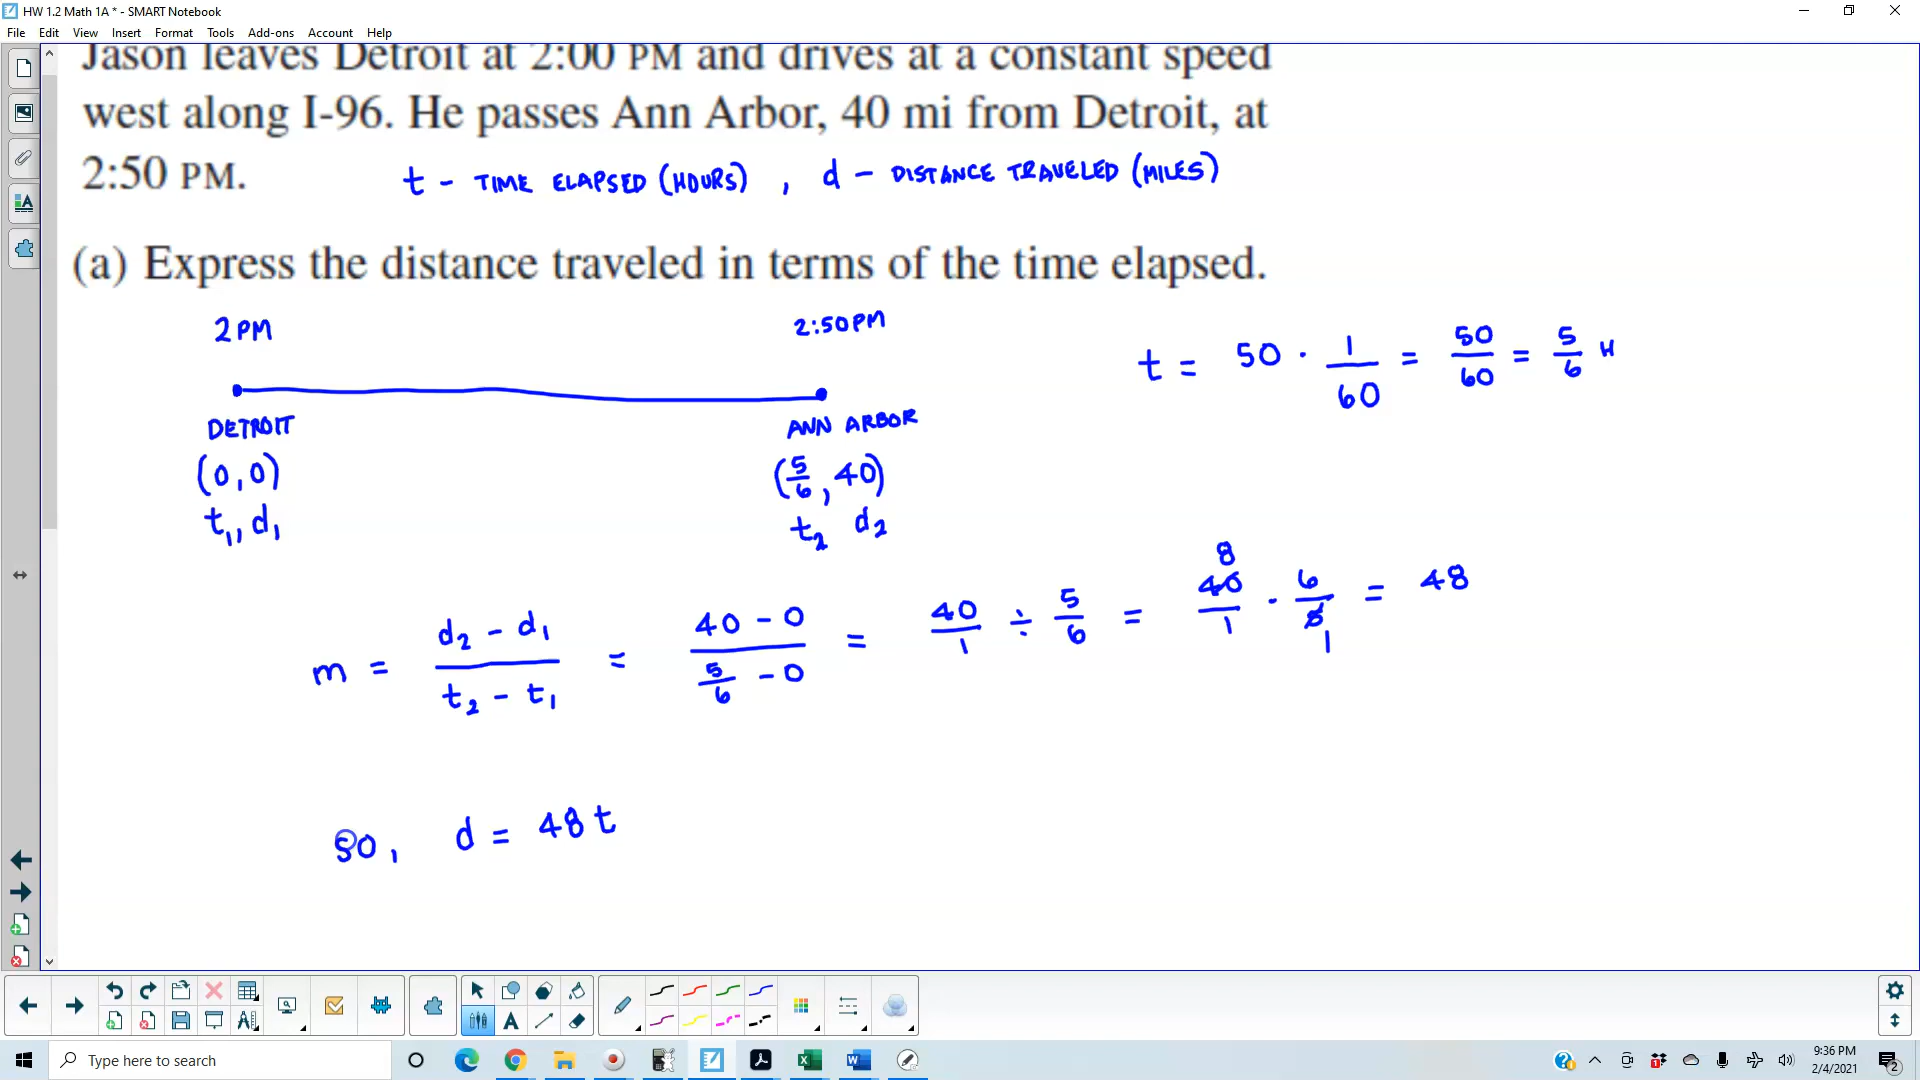 HW 1.2 Math 1A * - SMART Notebook
File Edit View Insert Format Tools Add-ons Account Help
Jason leaves Detroit at 2:00 PM and drives at a constant speed
west along I-96. He passes Ann Arbor, 40 mi from Detroit, at
2:50 PM.
t - TIME ELAPSED (HOURS) , d - DISTANCE TRAVELED (MILES)
(a) Express the distance traveled in terms of the time elapsed.
2 PM 2:50 PM
t = 50 · 1/60 = 50/60 = 5/6 H
DETROIT ANN ARBOR
(0,0) (5/6, 40)
t₁, d₁ t₂ d₂
m = (d₂ - d₁)/(t₂ - t₁) = (40 - 0)/(5/6 - 0) = 40/1 ÷ 5/6 = 40/1 · 6/5 = 48
8
1
SO, d = 48t
Type here to search
9:36 PM
2/4/2021
2